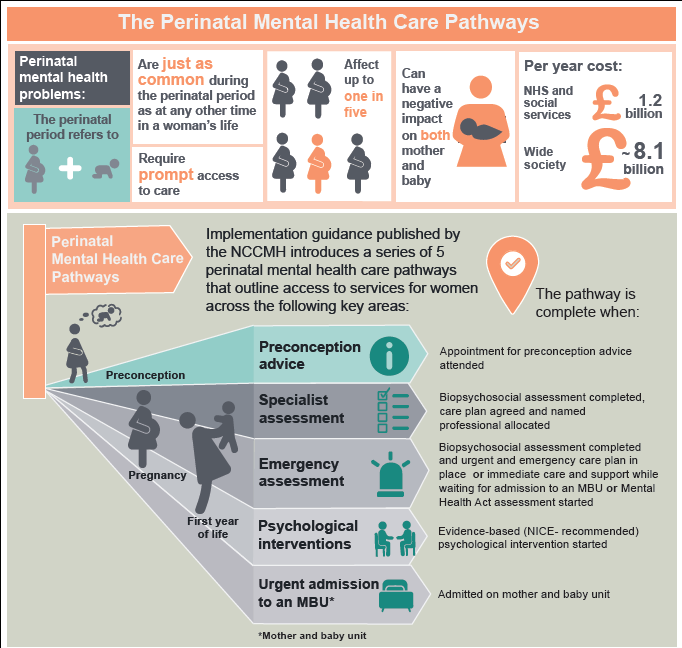 The Perinatal Mental Health Care Pathways
Perinatal
mental health
problems:
The perinatal
period refers to
Are just as
common during
the perinatal period
as at any other time
in a woman's life
Require
prompt access
to care
Affect
up to
one in
five
Can
have a
negative
impact
on both
mother
and
baby
Per year cost:
NHS and
social
services
£ 1.2
billion
Wide
society
£ ~8.1
billion
Perinatal
Mental Health Care
Pathways
Implementation guidance published by
the NCCMH introduces a series of 5
perinatal mental health care pathways
that outline access to services for women
across the following key areas:
The pathway is
complete when:
Preconception
Pregnancy
First year
of life
Preconception
advice
Appointment for preconception advice
attended
Specialist
assessment
Biopsychosocial assessment completed,
care plan agreed and named
professional allocated
Emergency
assessment
Biopsychosocial assessment completed
and urgent and emergency care plan in
place or immediate care and support while
waiting for admission to an MBU or Mental
Health Act assessment started
Psychological
interventions
Evidence-based (NICE- recommended)
psychological intervention started
Urgent admission
to an MBU*
Admitted on mother and baby unit
*Mother and baby unit